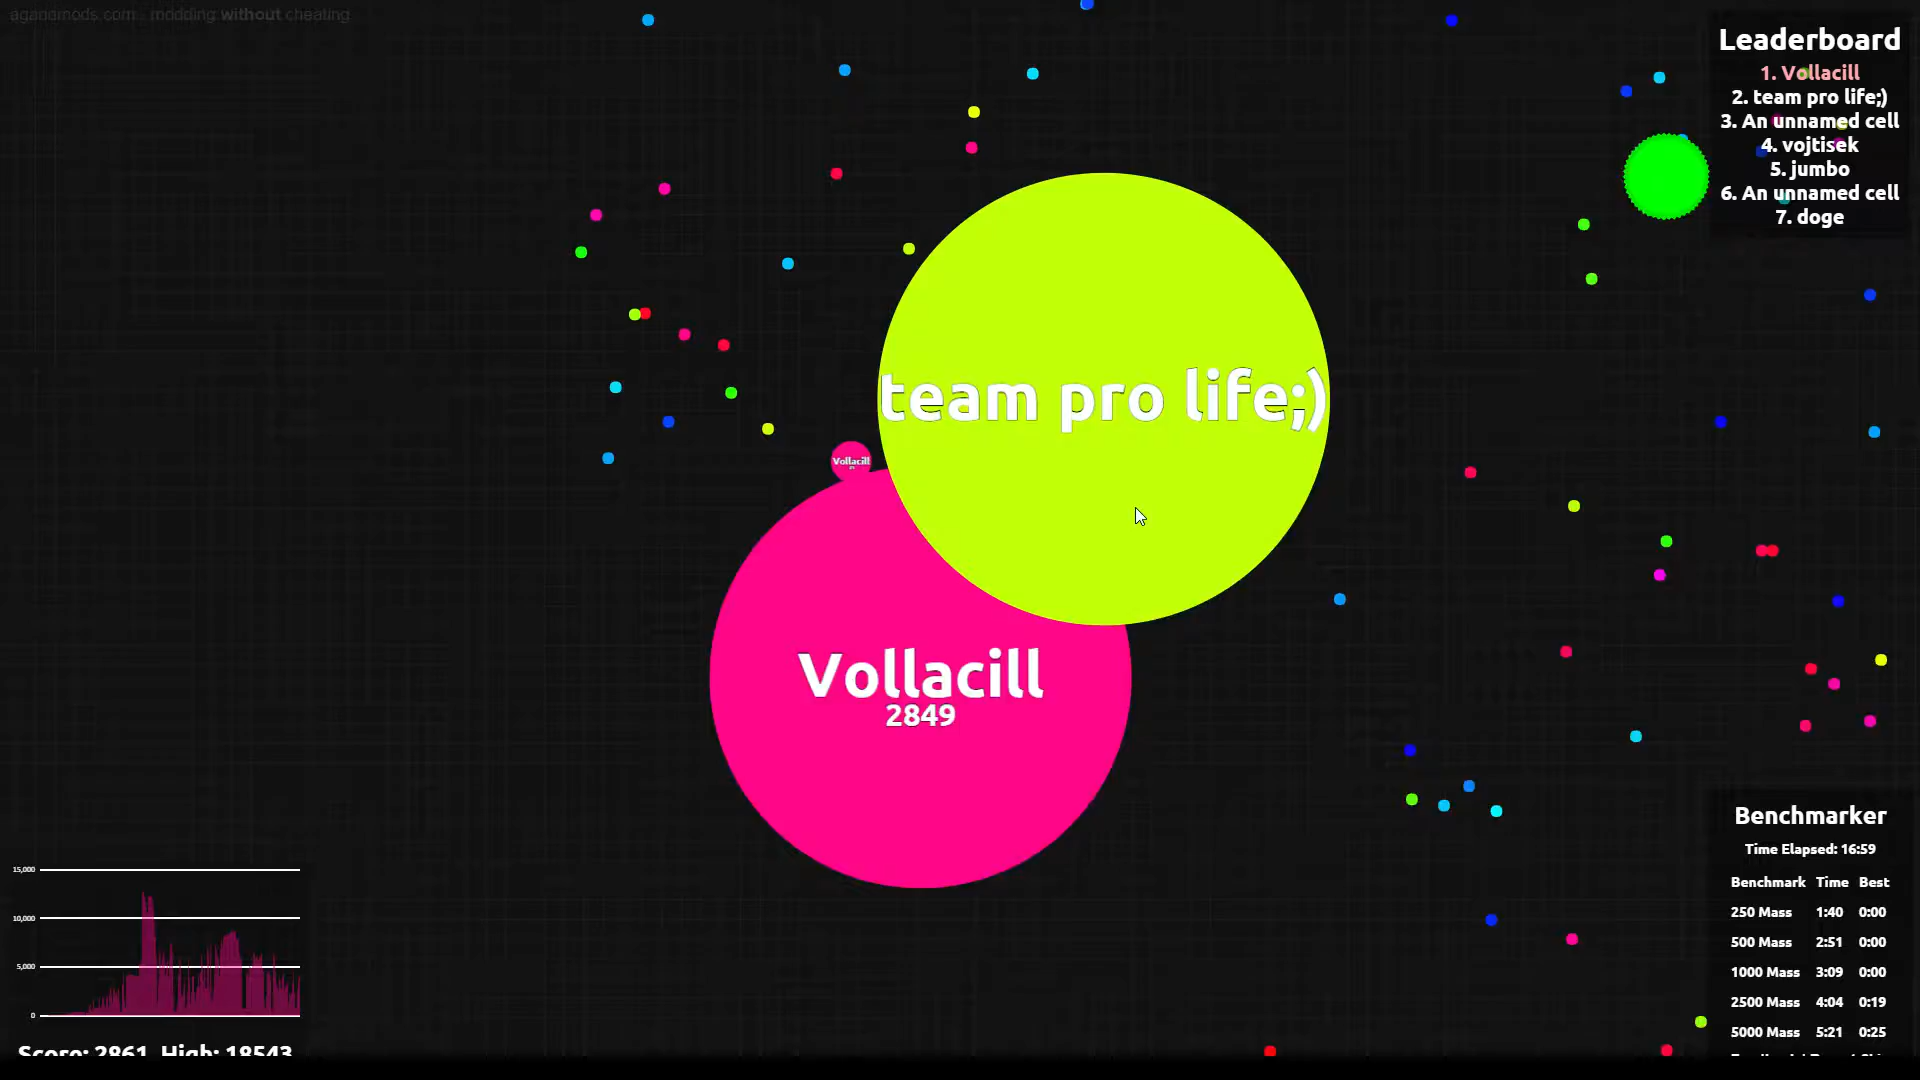 agariomods.com - modding without cheating
Leaderboard
1. Vollacill
2. team pro life;)
3. An unnamed cell
4. vojtisek
5. jumbo
6. An unnamed cell
7. doge
team pro life;)
Vollacill
Vollacill
2849
15,000
10,000
5,000
0
Score: 2861 High: 18543
Benchmarker
Time Elapsed: 16:59
Benchmark Time Best
250 Mass 1:40 0:00
500 Mass 2:51 0:00
1000 Mass 3:09 0:00
2500 Mass 4:04 0:19
5000 Mass 5:21 0:25